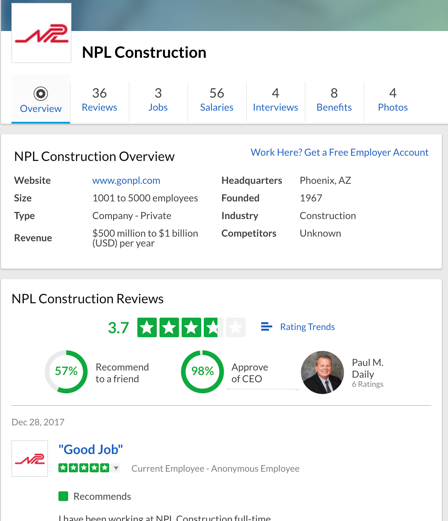 NPL
NPL Construction
36
3
56
4
8
4
Overview
Reviews
Jobs
Salaries
Interviews
Benefits
Photos
NPL Construction Overview
Work Here? Get a Free Employer Account
Website www.gonpl.com Headquarters Phoenix, AZ
Size 1001 to 5000 employees Founded 1967
Type Company - Private Industry Construction
Revenue $500 million to $1 billion Competitors Unknown
(USD) per year
NPL Construction Reviews
3.7 Rating Trends
57% Recommend
to a friend
98% Approve
of CEO
Paul M.
Daily
6 Ratings
Dec 28, 2017
NPL
"Good Job"
Current Employee - Anonymous Employee
Recommends
I have been working at NPL Construction full-time